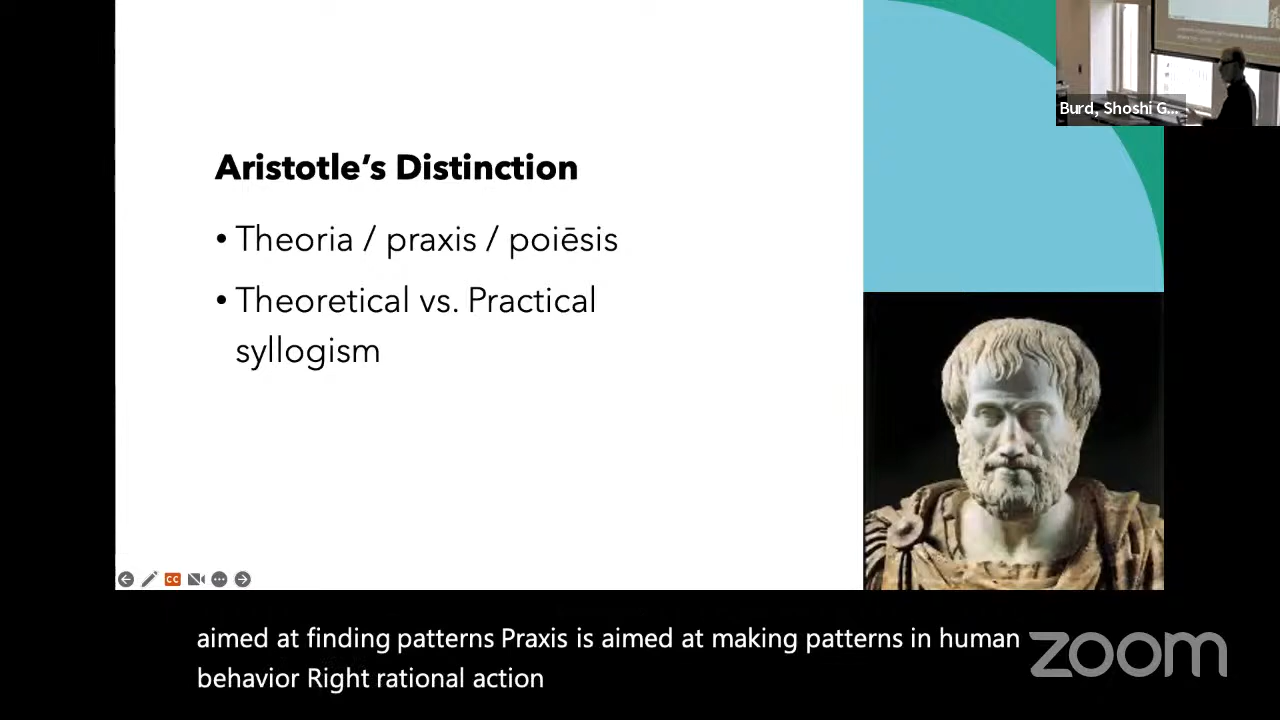 Burd, Shoshi G...
Aristotle’s Distinction
• Theoria / praxis / poiēsis
• Theoretical vs. Practical
syllogism
CC
aimed at finding patterns Praxis is aimed at making patterns in human
behavior Right rational action
zoom